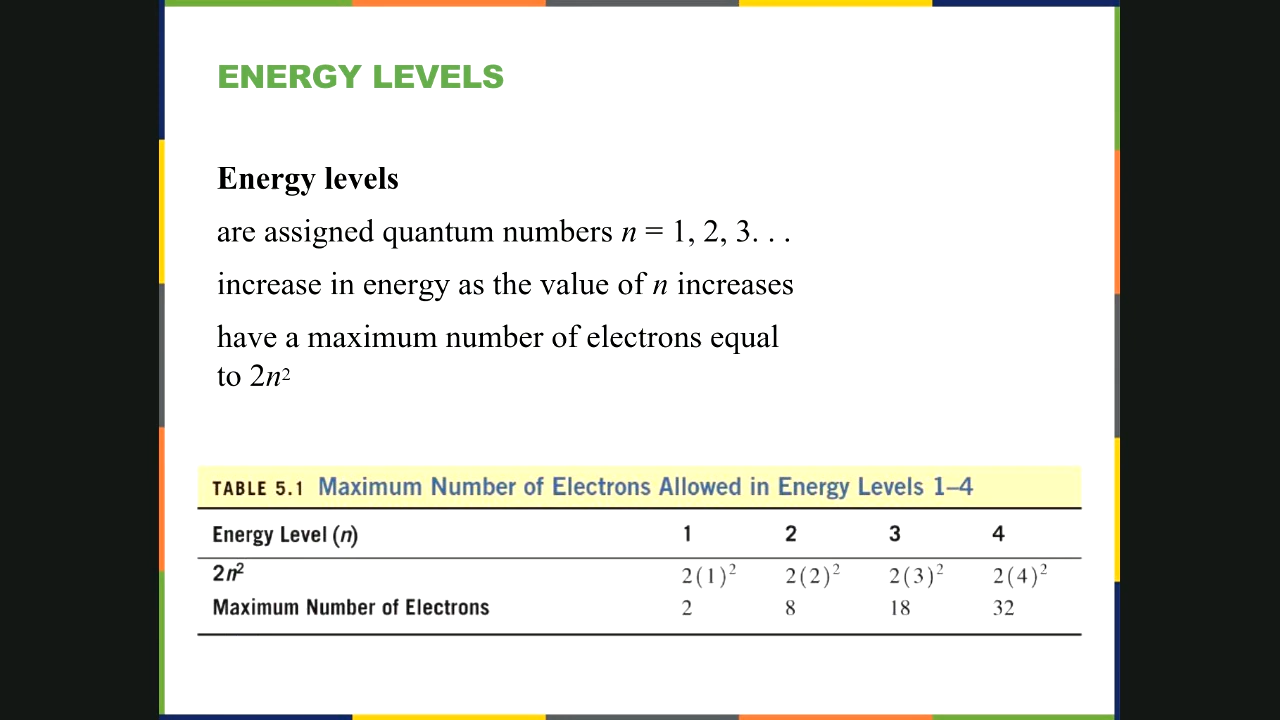 ENERGY LEVELS
Energy levels
are assigned quantum numbers n = 1, 2, 3. . .
increase in energy as the value of n increases
have a maximum number of electrons equal
to 2n²
TABLE 5.1 Maximum Number of Electrons Allowed in Energy Levels 1–4
Energy Level (n) 1 2 3 4
2n² 2(1)² 2(2)² 2(3)² 2(4)²
Maximum Number of Electrons 2 8 18 32